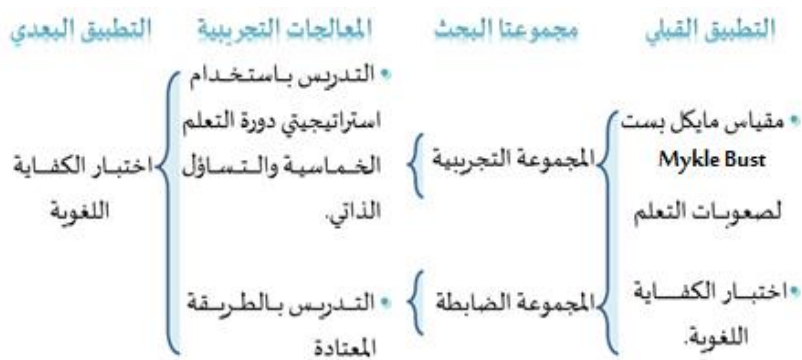 التطبيق القبلي
مجموعتا البحث
المعالجات التجريبية
التطبيق البعدي
• مقياس مايكل بست
Mykle Bust
لصعوبات التعلم
• اختبار الكفاية
اللغوية.
المجموعة التجريبية
المجموعة الضابطة
• التدريس باستخدام
استراتيجيتي دورة التعلم
الخماسية والتساؤل
الذاتي.
• التدريس بالطريقة
المعتادة
اختبار الكفاية
اللغوية